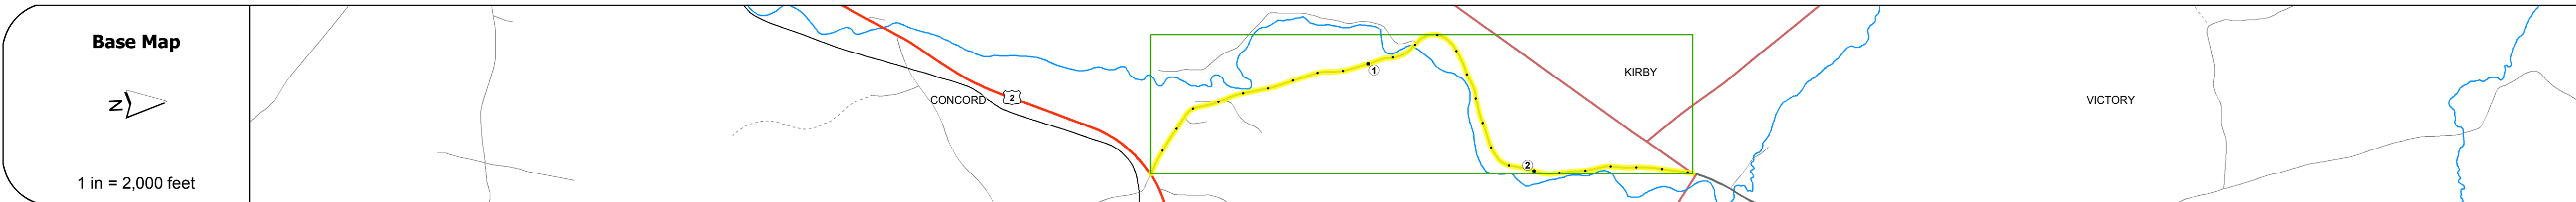 Base Map
N
1 in = 2,000 feet
CONCORD
2
1
2
KIRBY
VICTORY